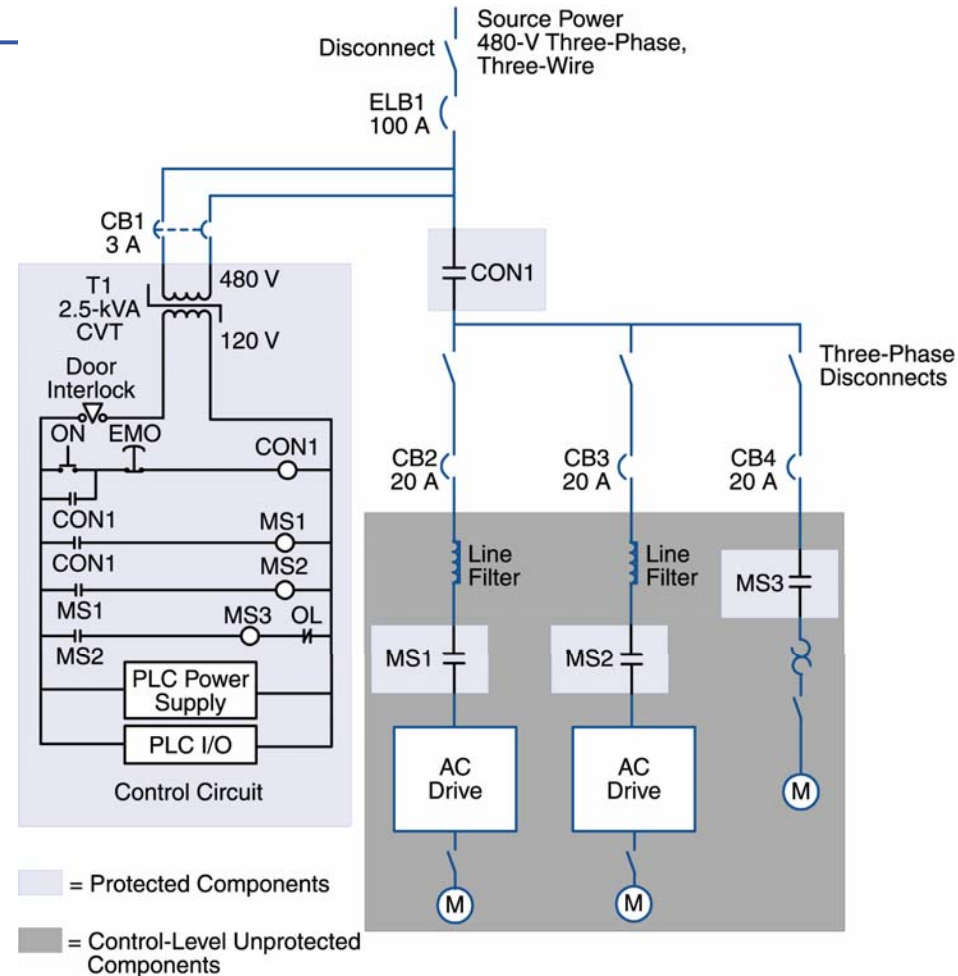 Source Power
480-V Three-Phase,
Three-Wire
Disconnect
ELB1
100 A
CB1
3 A
480 V
T1
2.5-kVA
CVT
120 V
CON1
Door
Interlock
ON
EMO
CON1
CON1
MS1
CON1
MS2
MS1
MS3
OL
MS2
PLC Power
Supply
PLC I/O
Control Circuit
Three-Phase
Disconnects
CB2
20 A
CB3
20 A
CB4
20 A
Line
Filter
Line
Filter
MS3
MS1
MS2
AC
Drive
AC
Drive
M
M
M
= Protected Components
= Control-Level Unprotected
Components